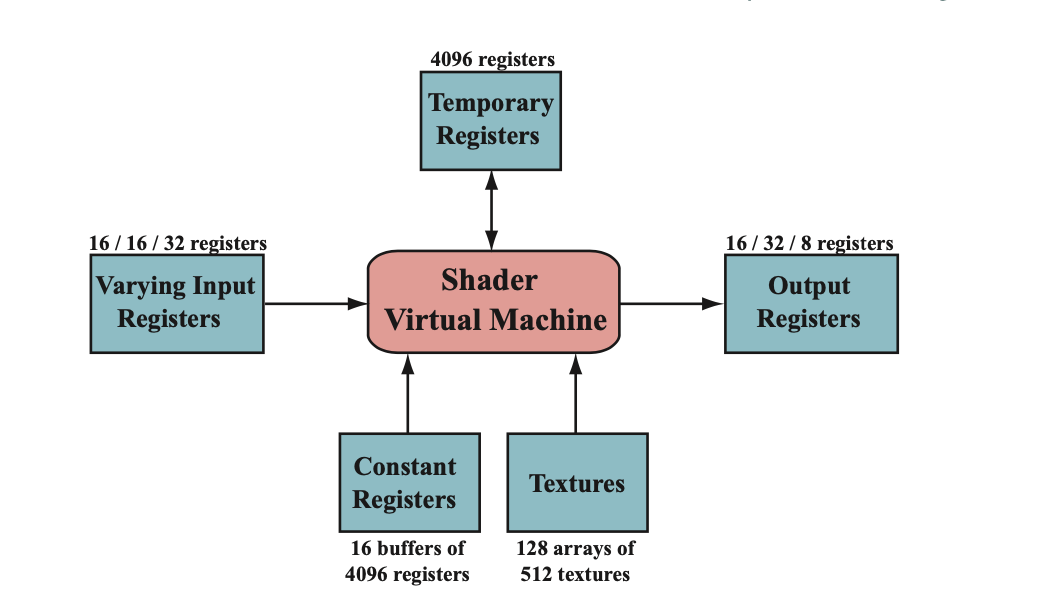 4096 registers
Temporary
Registers
16 / 16 / 32 registers
Varying Input
Registers
Shader
Virtual Machine
16 / 32 / 8 registers
Output
Registers
Constant
Registers
16 buffers of
4096 registers
Textures
128 arrays of
512 textures